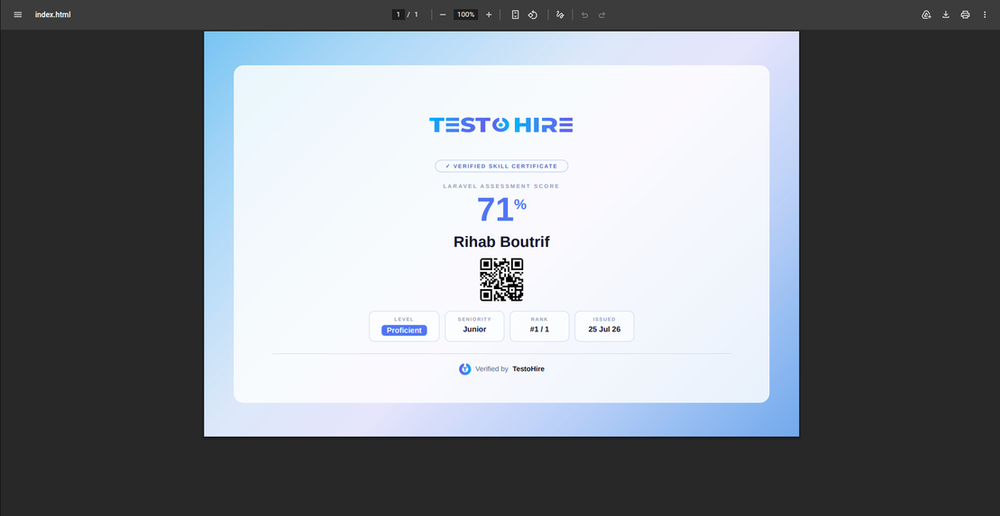 index.html
1 / 1
100%
TESTO HIRE
✓ VERIFIED SKILL CERTIFICATE
LARAVEL ASSESSMENT SCORE
71%
Rihab Boutrif
LEVEL SENIORITY RANK ISSUED
Proficient Junior #1 / 1 25 Jul 26
Verified by TestoHire